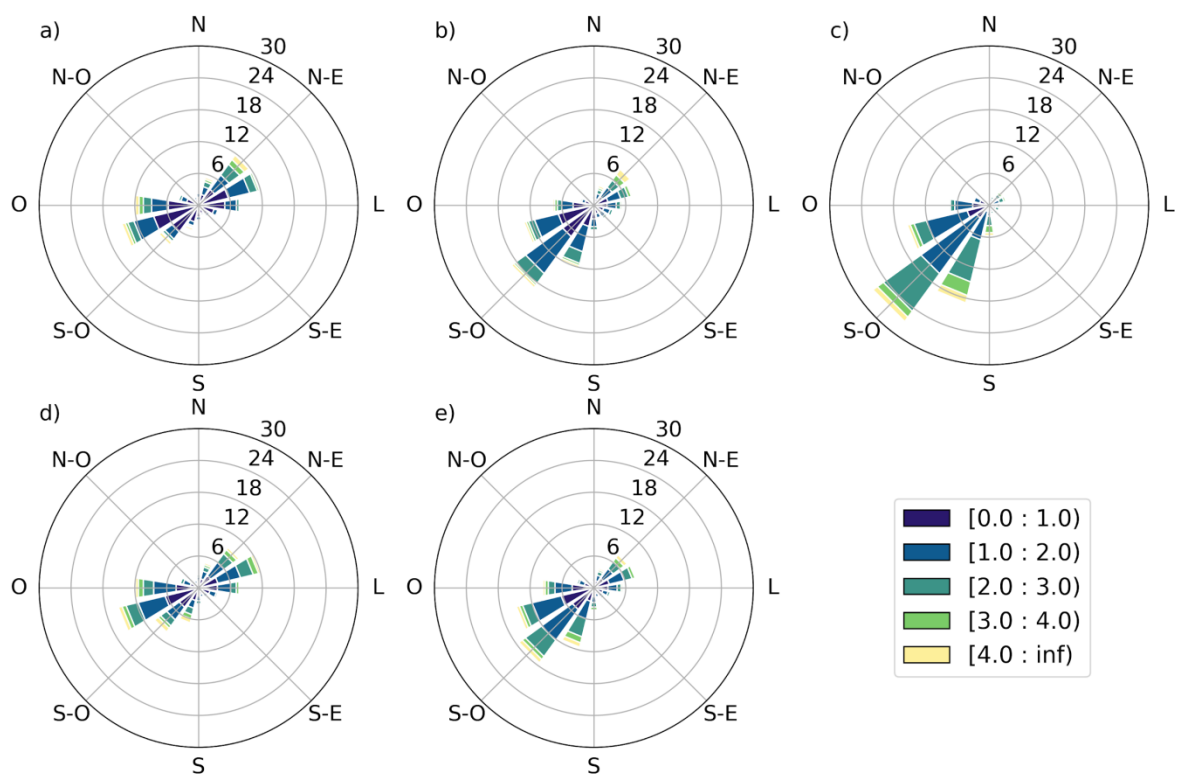 a)
N
30
24
18
12
6
N-O
N-E
O
L
S-O
S-E
S
b)
N
30
24
18
12
6
N-O
N-E
O
L
S-O
S-E
S
c)
N
30
24
18
12
6
N-O
N-E
O
L
S-O
S-E
S
d)
N
30
24
18
12
6
N-O
N-E
O
L
S-O
S-E
S
e)
N
30
24
18
12
6
N-O
N-E
O
L
S-O
S-E
S
[0.0 : 1.0)
[1.0 : 2.0)
[2.0 : 3.0)
[3.0 : 4.0)
[4.0 : inf)